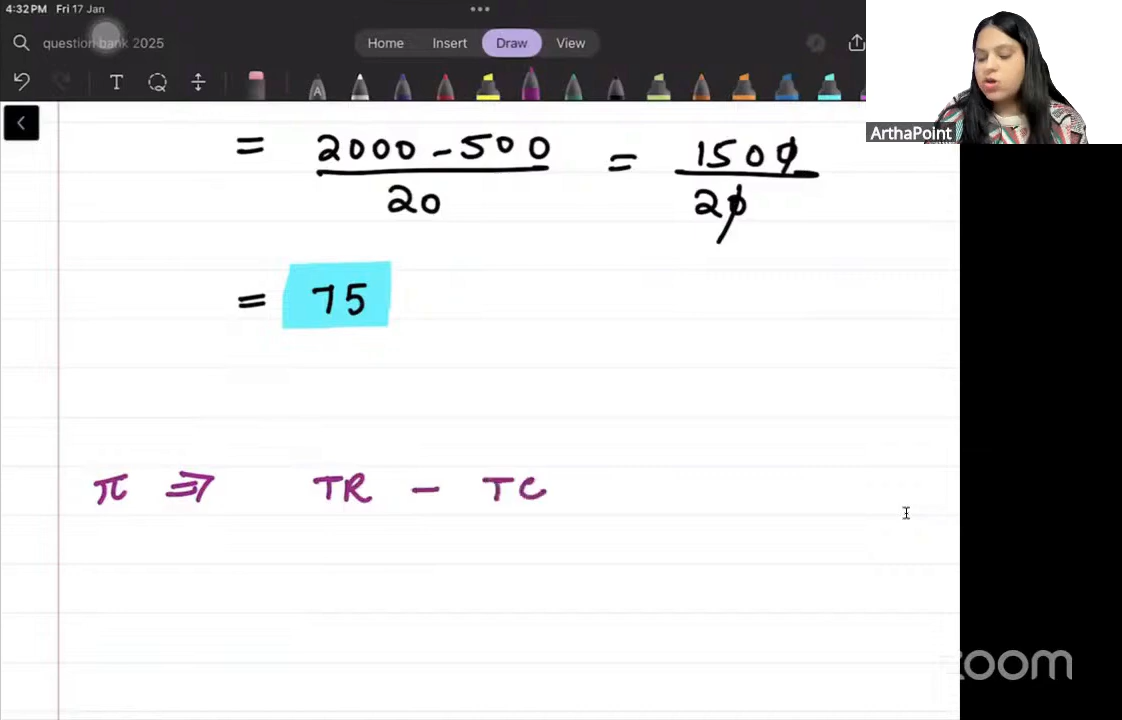 4:32 PM Fri 17 Jan
question bank 2025
Home Insert Draw View
T
A
ArthaPoint
= 2000 - 500 / 20 = 1500 / 20
= 75
π ⇒ TR - TC
zoom